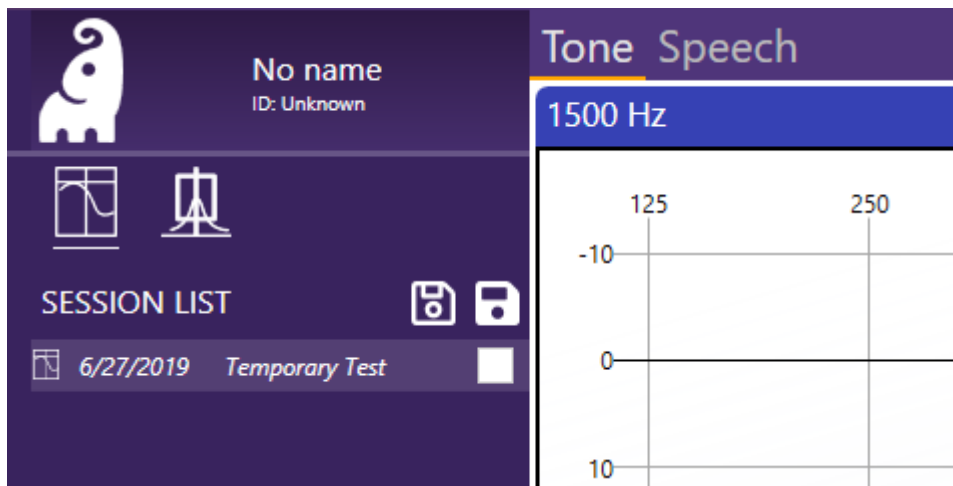 No name
ID: Unknown
SESSION LIST
6/27/2019 Temporary Test
Tone Speech
1500 Hz
125 250
-10
0
10